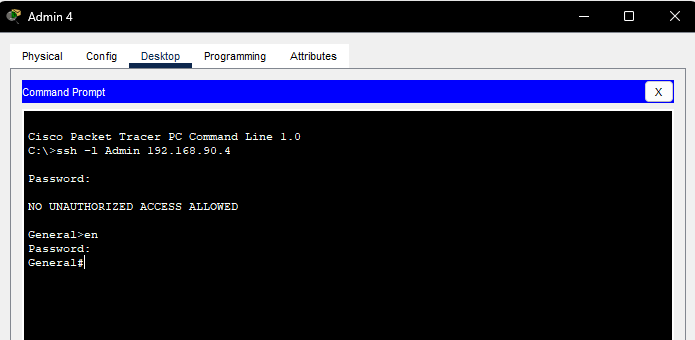 Admin 4
Physical Config Desktop Programming Attributes
Command Prompt X
Cisco Packet Tracer PC Command Line 1.0
C:\>ssh -l Admin 192.168.90.4
Password:
NO UNAUTHORIZED ACCESS ALLOWED
General>en
Password:
General#